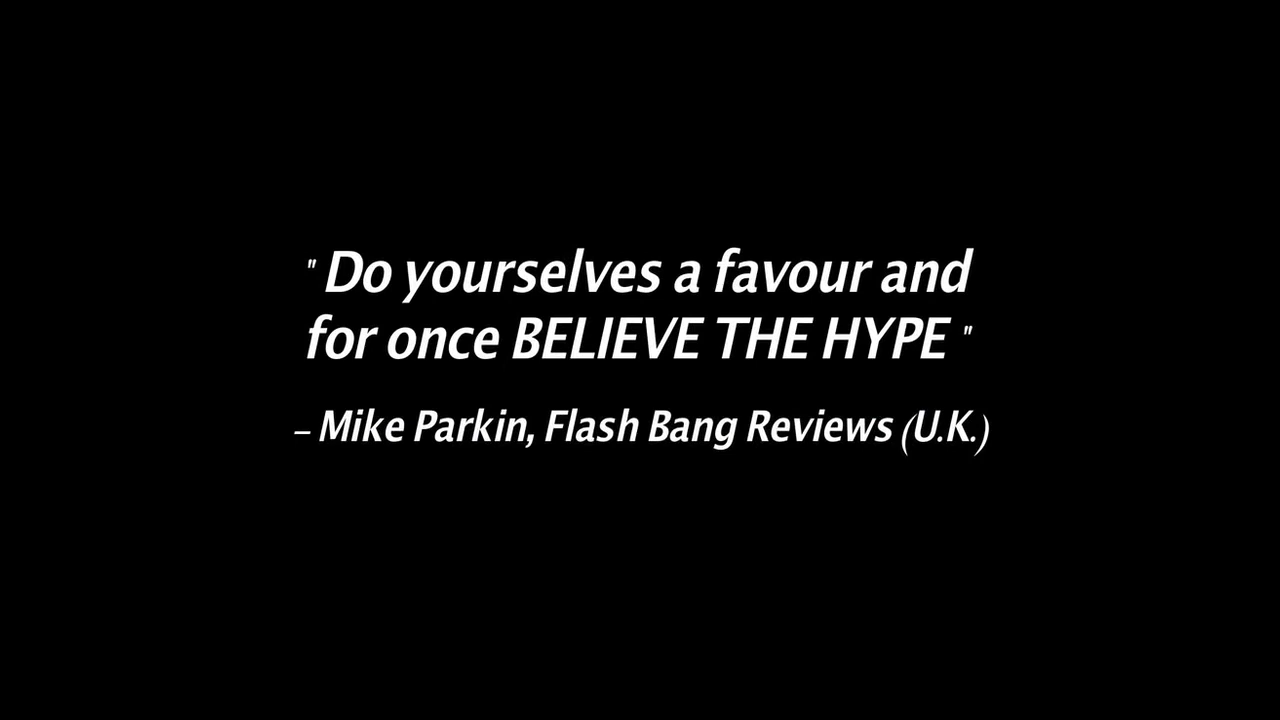 " Do yourselves a favour and
for once BELIEVE THE HYPE "
– Mike Parkin, Flash Bang Reviews (U.K.)